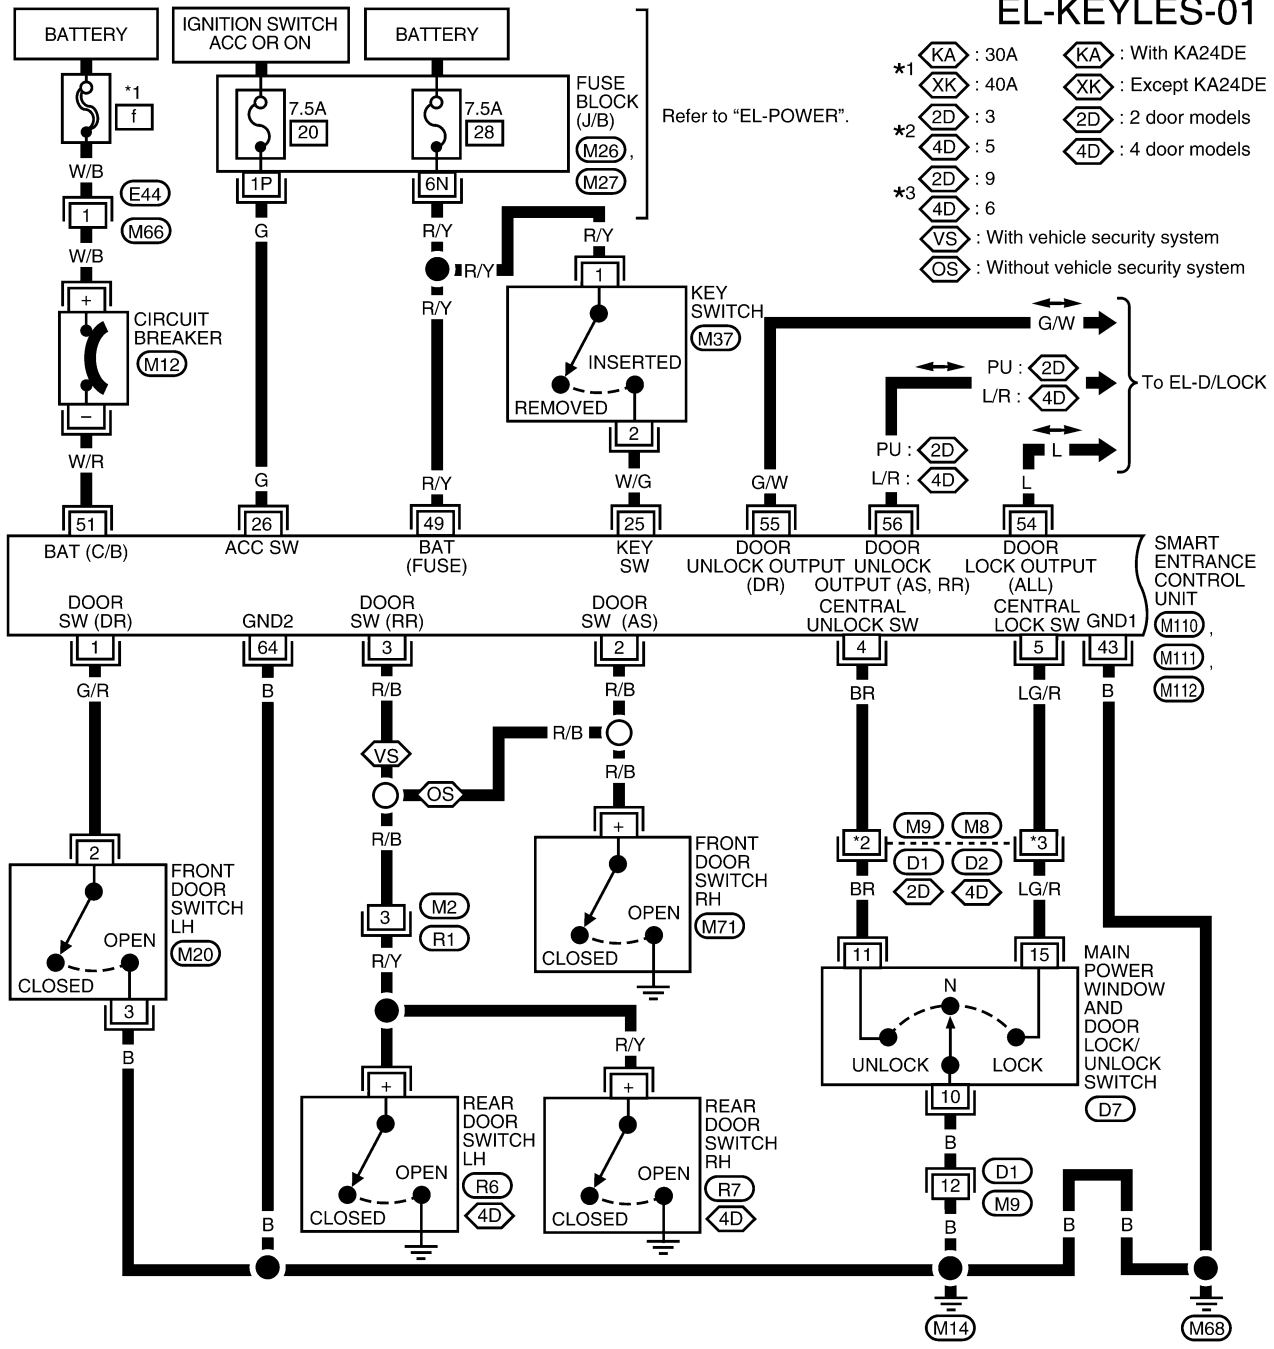 EL-KEYLES-01
BATTERY
IGNITION SWITCH
ACC OR ON
BATTERY
*1
f
7.5A
20
7.5A
28
FUSE
BLOCK
(J/B)
M26 ,
M27
Refer to “EL-POWER”.
*1
KA : 30A
XK : 40A
*2
2D : 3
4D : 5
*3
2D : 9
4D : 6
VS : With vehicle security system
OS : Without vehicle security system
KA : With KA24DE
XK : Except KA24DE
2D : 2 door models
4D : 4 door models
W/B
1
E44
M66
W/B
+
CIRCUIT
BREAKER
M12
–
W/R
1P
G
G
6N
R/Y
R/Y
R/Y
R/Y
R/Y
1
KEY
SWITCH
M37
INSERTED
REMOVED
2
W/G
G/W
G/W
PU : 2D
L/R : 4D
PU : 2D
L/R : 4D
L
L
To EL-D/LOCK
51
26
49
25
55
56
54
BAT (C/B)
ACC SW
BAT
(FUSE)
KEY
SW
DOOR
UNLOCK OUTPUT
(DR)
DOOR
UNLOCK
OUTPUT (AS, RR)
DOOR
LOCK OUTPUT
(ALL)
SMART
ENTRANCE
CONTROL
UNIT
M110 ,
M111 ,
M112
DOOR
SW (DR)
GND2
DOOR
SW (RR)
DOOR
SW (AS)
CENTRAL
UNLOCK SW
CENTRAL
LOCK SW
GND1
1
64
3
2
4
5
43
G/R
B
R/B
R/B
BR
LG/R
B
VS
OS
R/B
R/B
R/B
2
FRONT
DOOR
SWITCH
LH
M20
OPEN
CLOSED
3
B
3
M2
R1
R/Y
+
FRONT
DOOR
SWITCH
RH
M71
OPEN
CLOSED
*2
M9
M8
*3
D1
D2
2D
4D
BR
LG/R
11
15
MAIN
POWER
WINDOW
AND
DOOR
LOCK/
UNLOCK
SWITCH
D7
N
UNLOCK
LOCK
10
B
12
D1
M9
B
R/Y
+
REAR
DOOR
SWITCH
LH
R6
4D
OPEN
CLOSED
+
REAR
DOOR
SWITCH
RH
R7
4D
OPEN
CLOSED
B
B
B
M14
M68